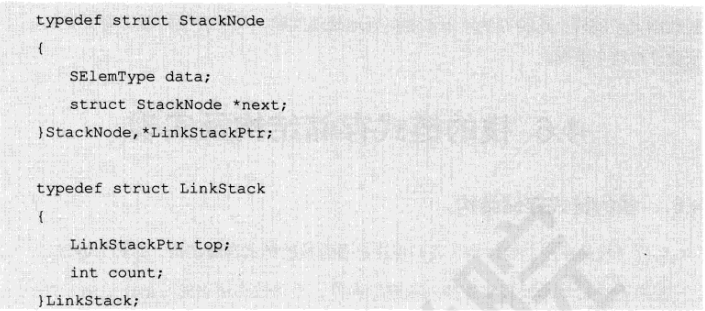 typedef struct StackNode
{
SElemType data;
struct StackNode *next;
}StackNode,*LinkStackPtr;
typedef struct LinkStack
{
LinkStackPtr top;
int count;
}LinkStack;